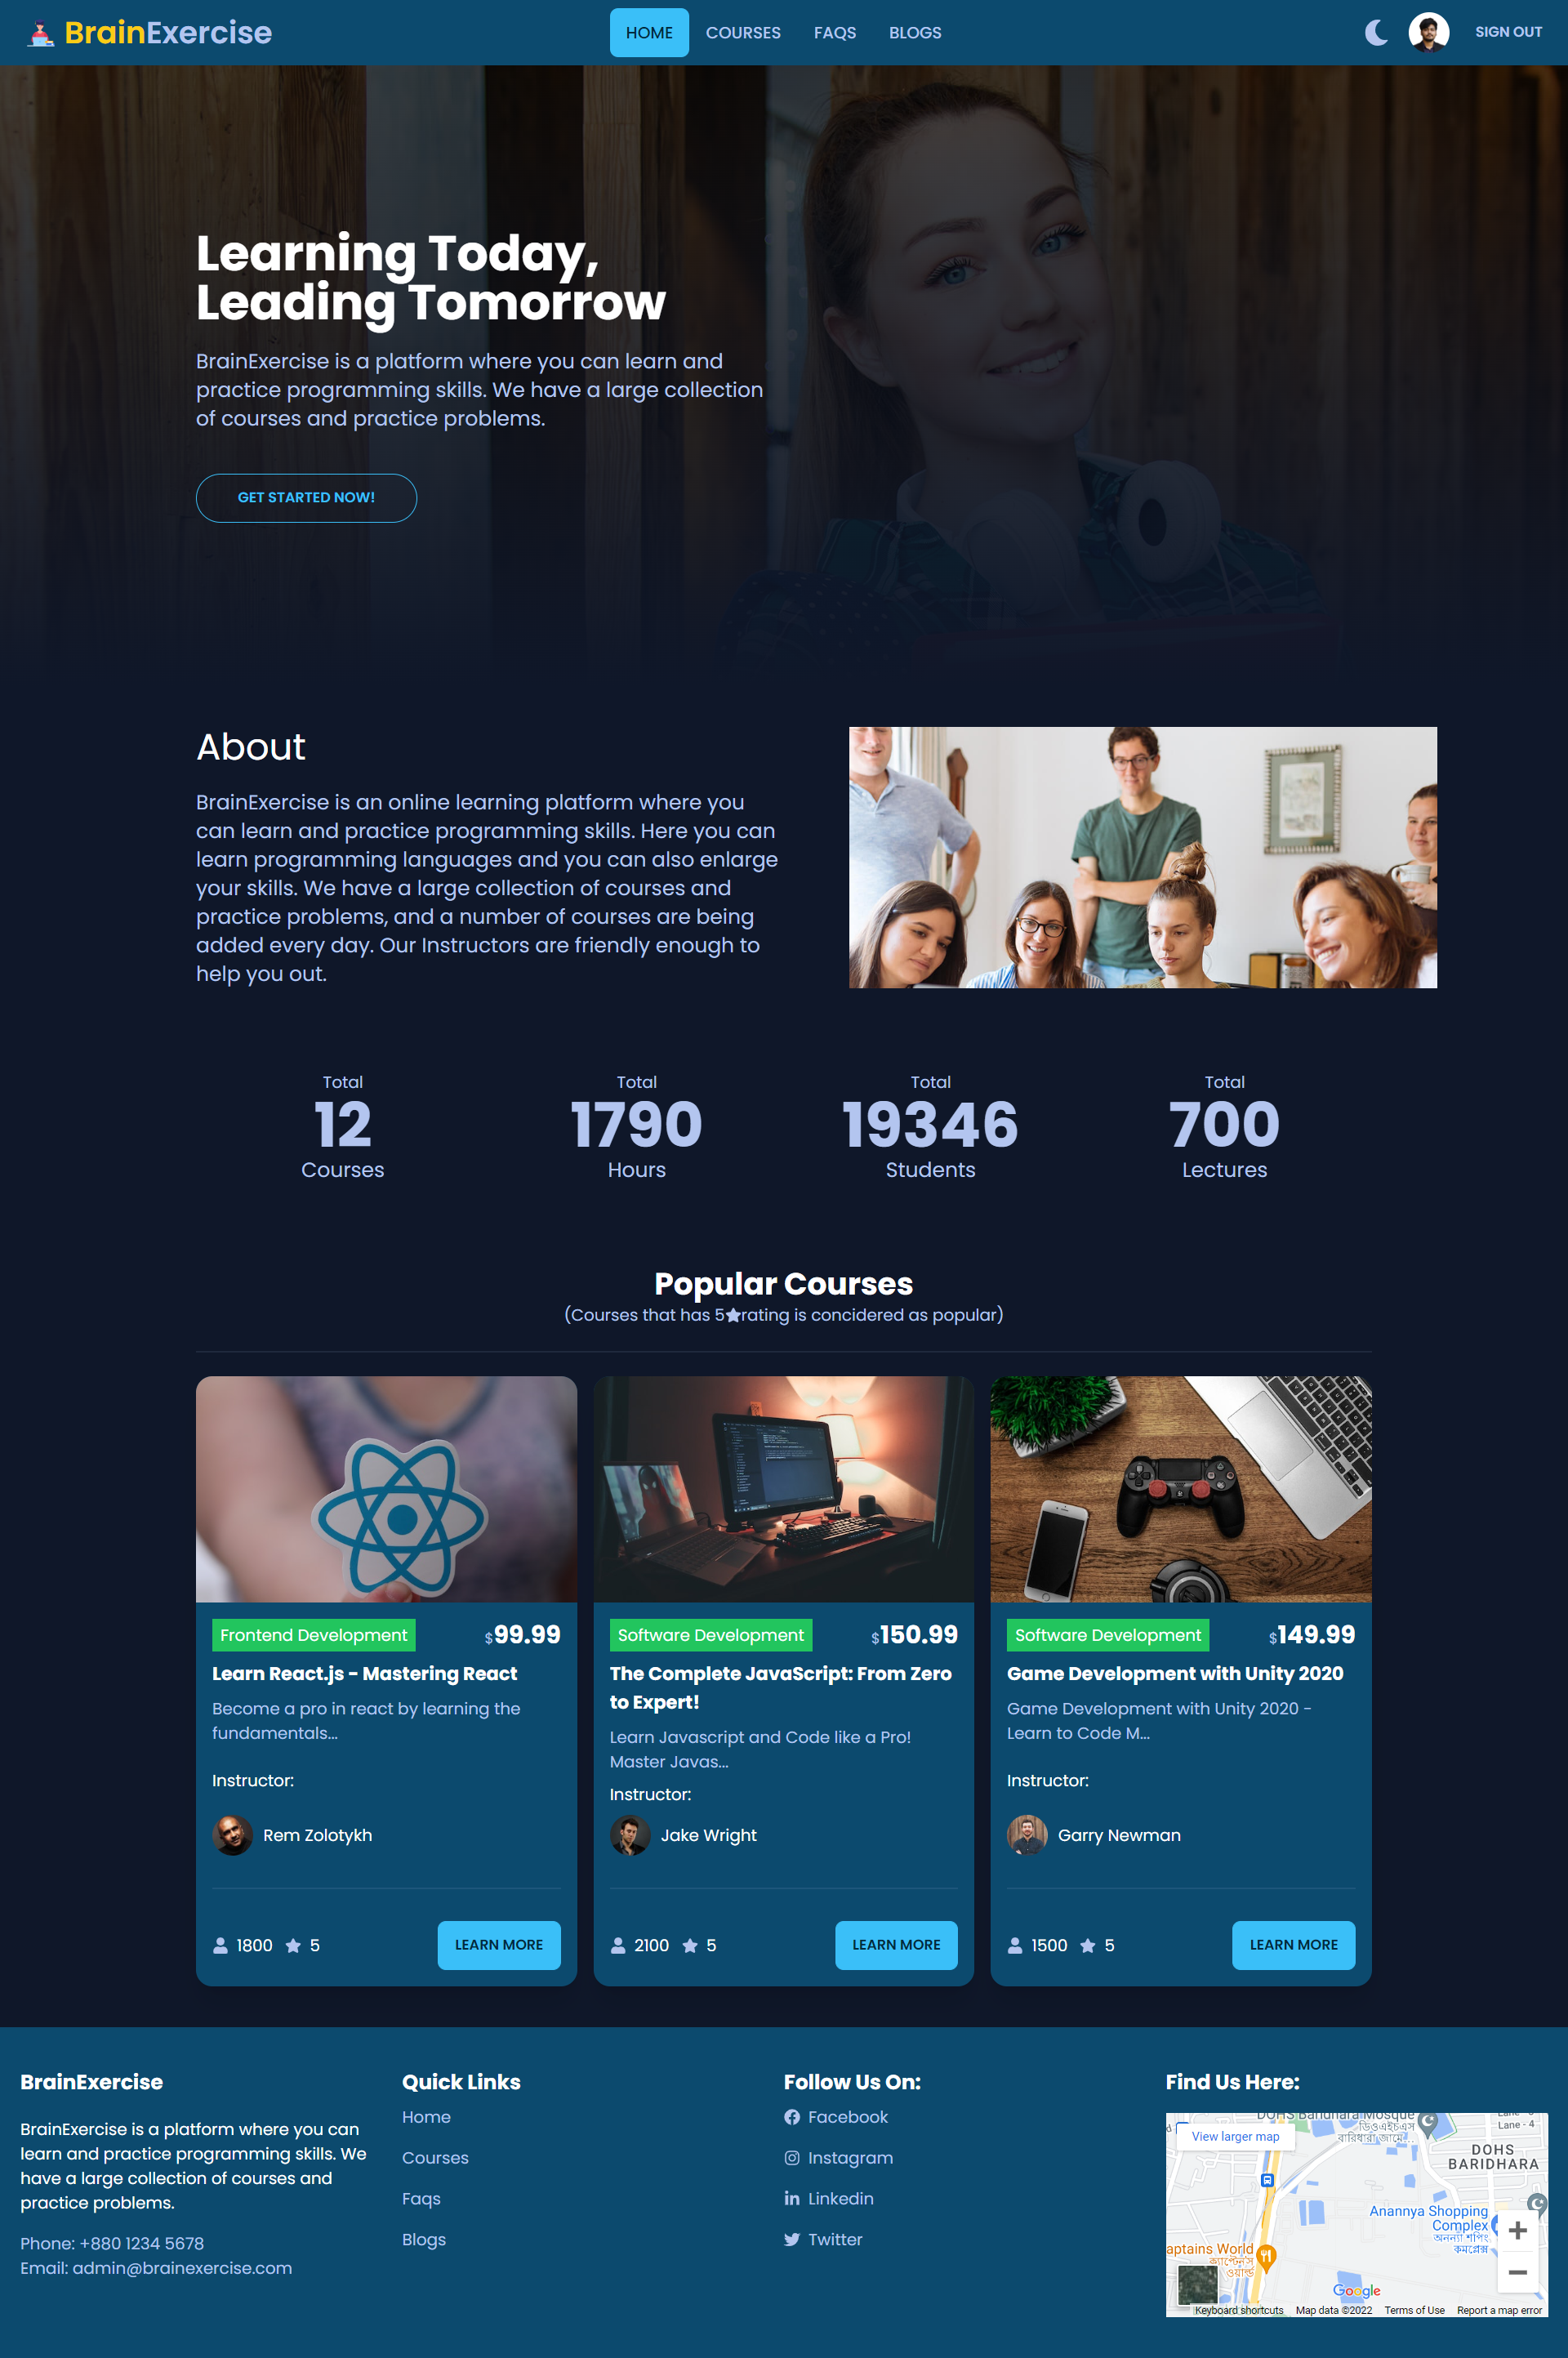 BrainExercise
HOME COURSES FAQS BLOGS
SIGN OUT
Learning Today,
Leading Tomorrow
BrainExercise is a platform where you can learn and
practice programming skills. We have a large collection
of courses and practice problems.
GET STARTED NOW!
About
BrainExercise is an online learning platform where you
can learn and practice programming skills. Here you can
learn programming languages and you can also enlarge
your skills. We have a large collection of courses and
practice problems, and a number of courses are being
added every day. Our Instructors are friendly enough to
help you out.
Total
12
Courses
Total
1790
Hours
Total
19346
Students
Total
700
Lectures
Popular Courses
(Courses that has 5★rating is concidered as popular)
Frontend Development $99.99
Learn React.js - Mastering React
Become a pro in react by learning the
fundamentals...
Instructor:
Rem Zolotykh
1800 5 LEARN MORE
Software Development $150.99
The Complete JavaScript: From Zero
to Expert!
Learn Javascript and Code like a Pro!
Master Javas...
Instructor:
Jake Wright
2100 5 LEARN MORE
Software Development $149.99
Game Development with Unity 2020
Game Development with Unity 2020 -
Learn to Code M...
Instructor:
Garry Newman
1500 5 LEARN MORE
BrainExercise
BrainExercise is a platform where you can
learn and practice programming skills. We
have a large collection of courses and
practice problems.
Phone: +880 1234 5678
Email: admin@brainexercise.com
Quick Links
Home
Courses
Faqs
Blogs
Follow Us On:
Facebook
Instagram
Linkedin
Twitter
Find Us Here:
DOHS Baridhara Mosque
ডিওএইচএস
বারিধারা জামে...
Lane - 4
View larger map
DOHS
BARIDHARA
Anannya Shopping
Complex
অনন্যা শপিং
কমপ্লেক্স
aptains World
ক্যাপ্টেন'স
ওয়ার্ল্ড
Google
Keyboard shortcuts Map data ©2022 Terms of Use Report a map error